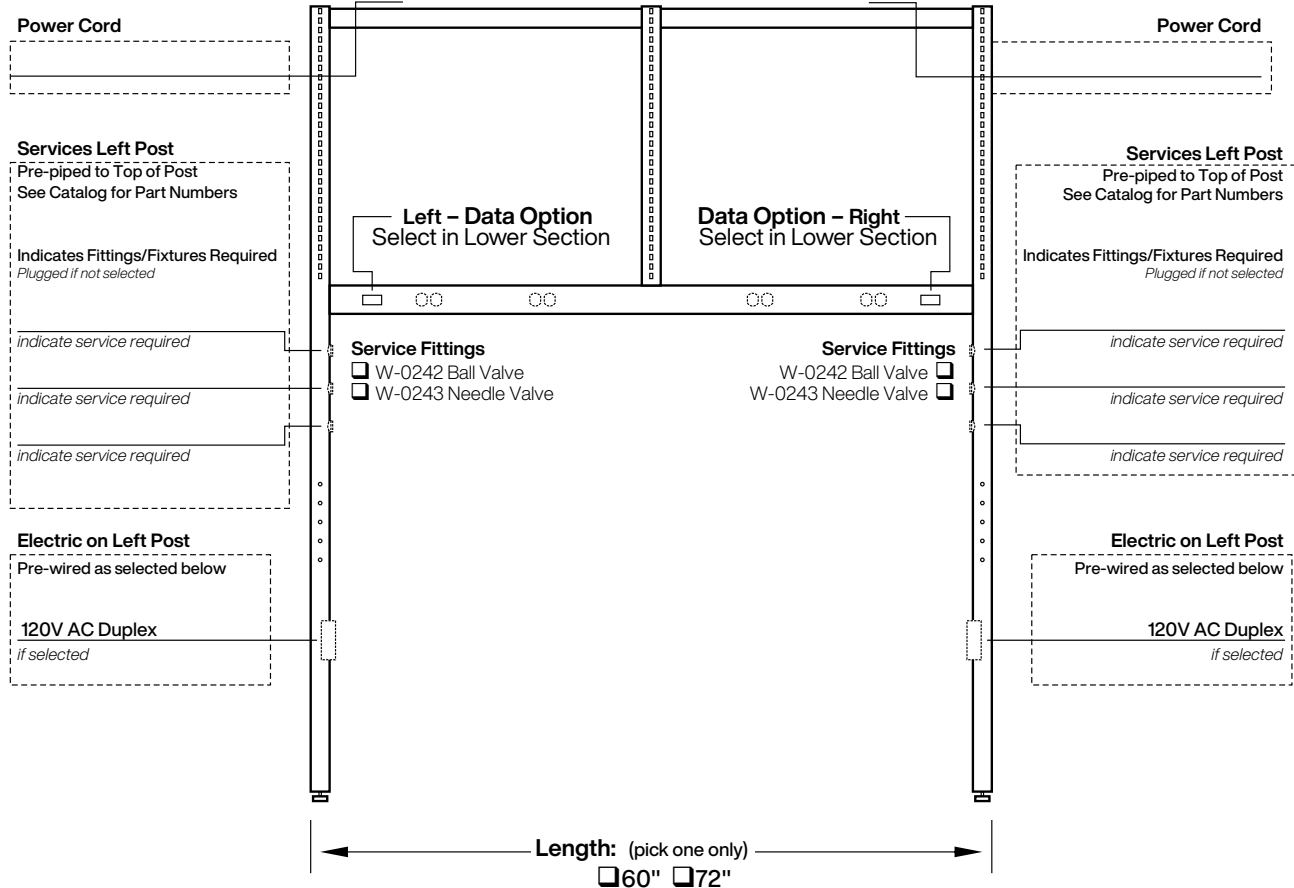 Power Cord
Power Cord
Services Left Post
Pre-piped to Top of Post
See Catalog for Part Numbers
Indicates Fittings/Fixtures Required
Plugged if not selected
indicate service required
indicate service required
indicate service required
Services Left Post
Pre-piped to Top of Post
See Catalog for Part Numbers
Indicates Fittings/Fixtures Required
Plugged if not selected
indicate service required
indicate service required
indicate service required
Left – Data Option
Select in Lower Section
Data Option – Right
Select in Lower Section
Service Fittings
❑ W-0242 Ball Valve
❑ W-0243 Needle Valve
Service Fittings
W-0242 Ball Valve ❑
W-0243 Needle Valve ❑
Electric on Left Post
Pre-wired as selected below
120V AC Duplex
if selected
Electric on Left Post
Pre-wired as selected below
120V AC Duplex
if selected
Length: (pick one only)
❑60" ❑72"